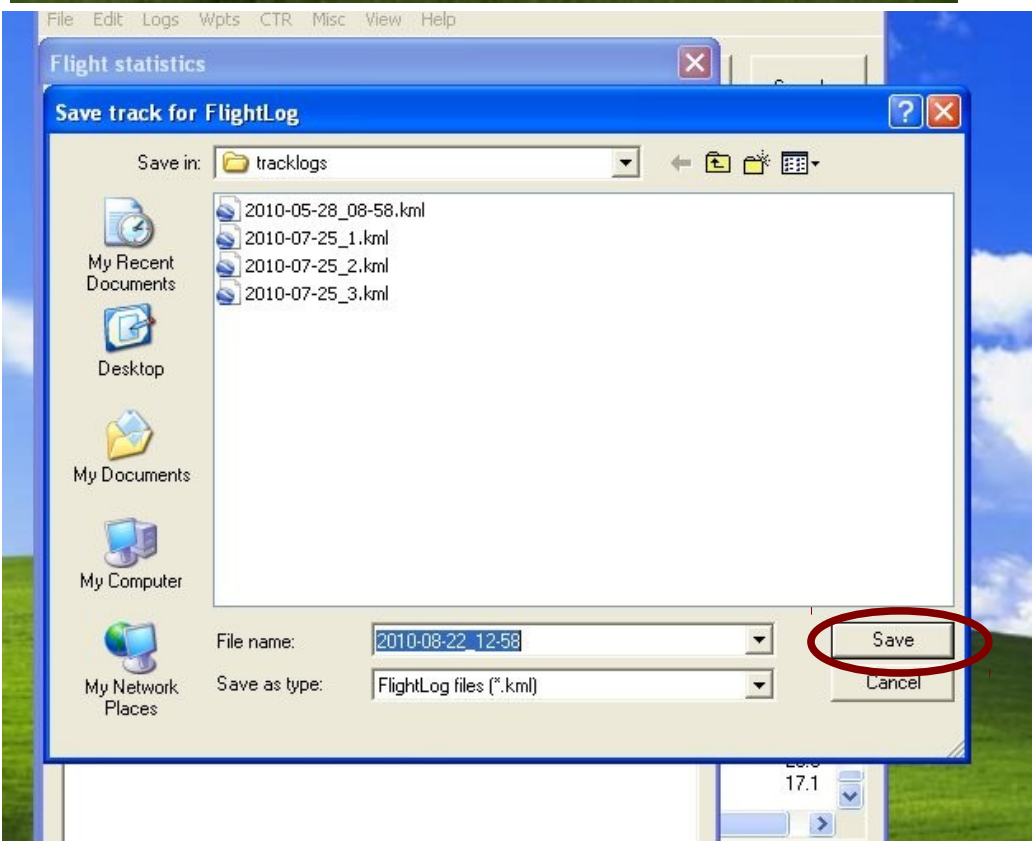 File Edit Logs Wpts CTR Misc View Help
Flight statistics
Save track for FlightLog
Save in: tracklogs
2010-05-28_08-58.kml
2010-07-25_1.kml
2010-07-25_2.kml
2010-07-25_3.kml
My Recent
Documents
Desktop
My Documents
My Computer
My Network
Places
File name: 2010-08-22_12-58 Save
Save as type: FlightLog files (*.kml) Cancel
17.1